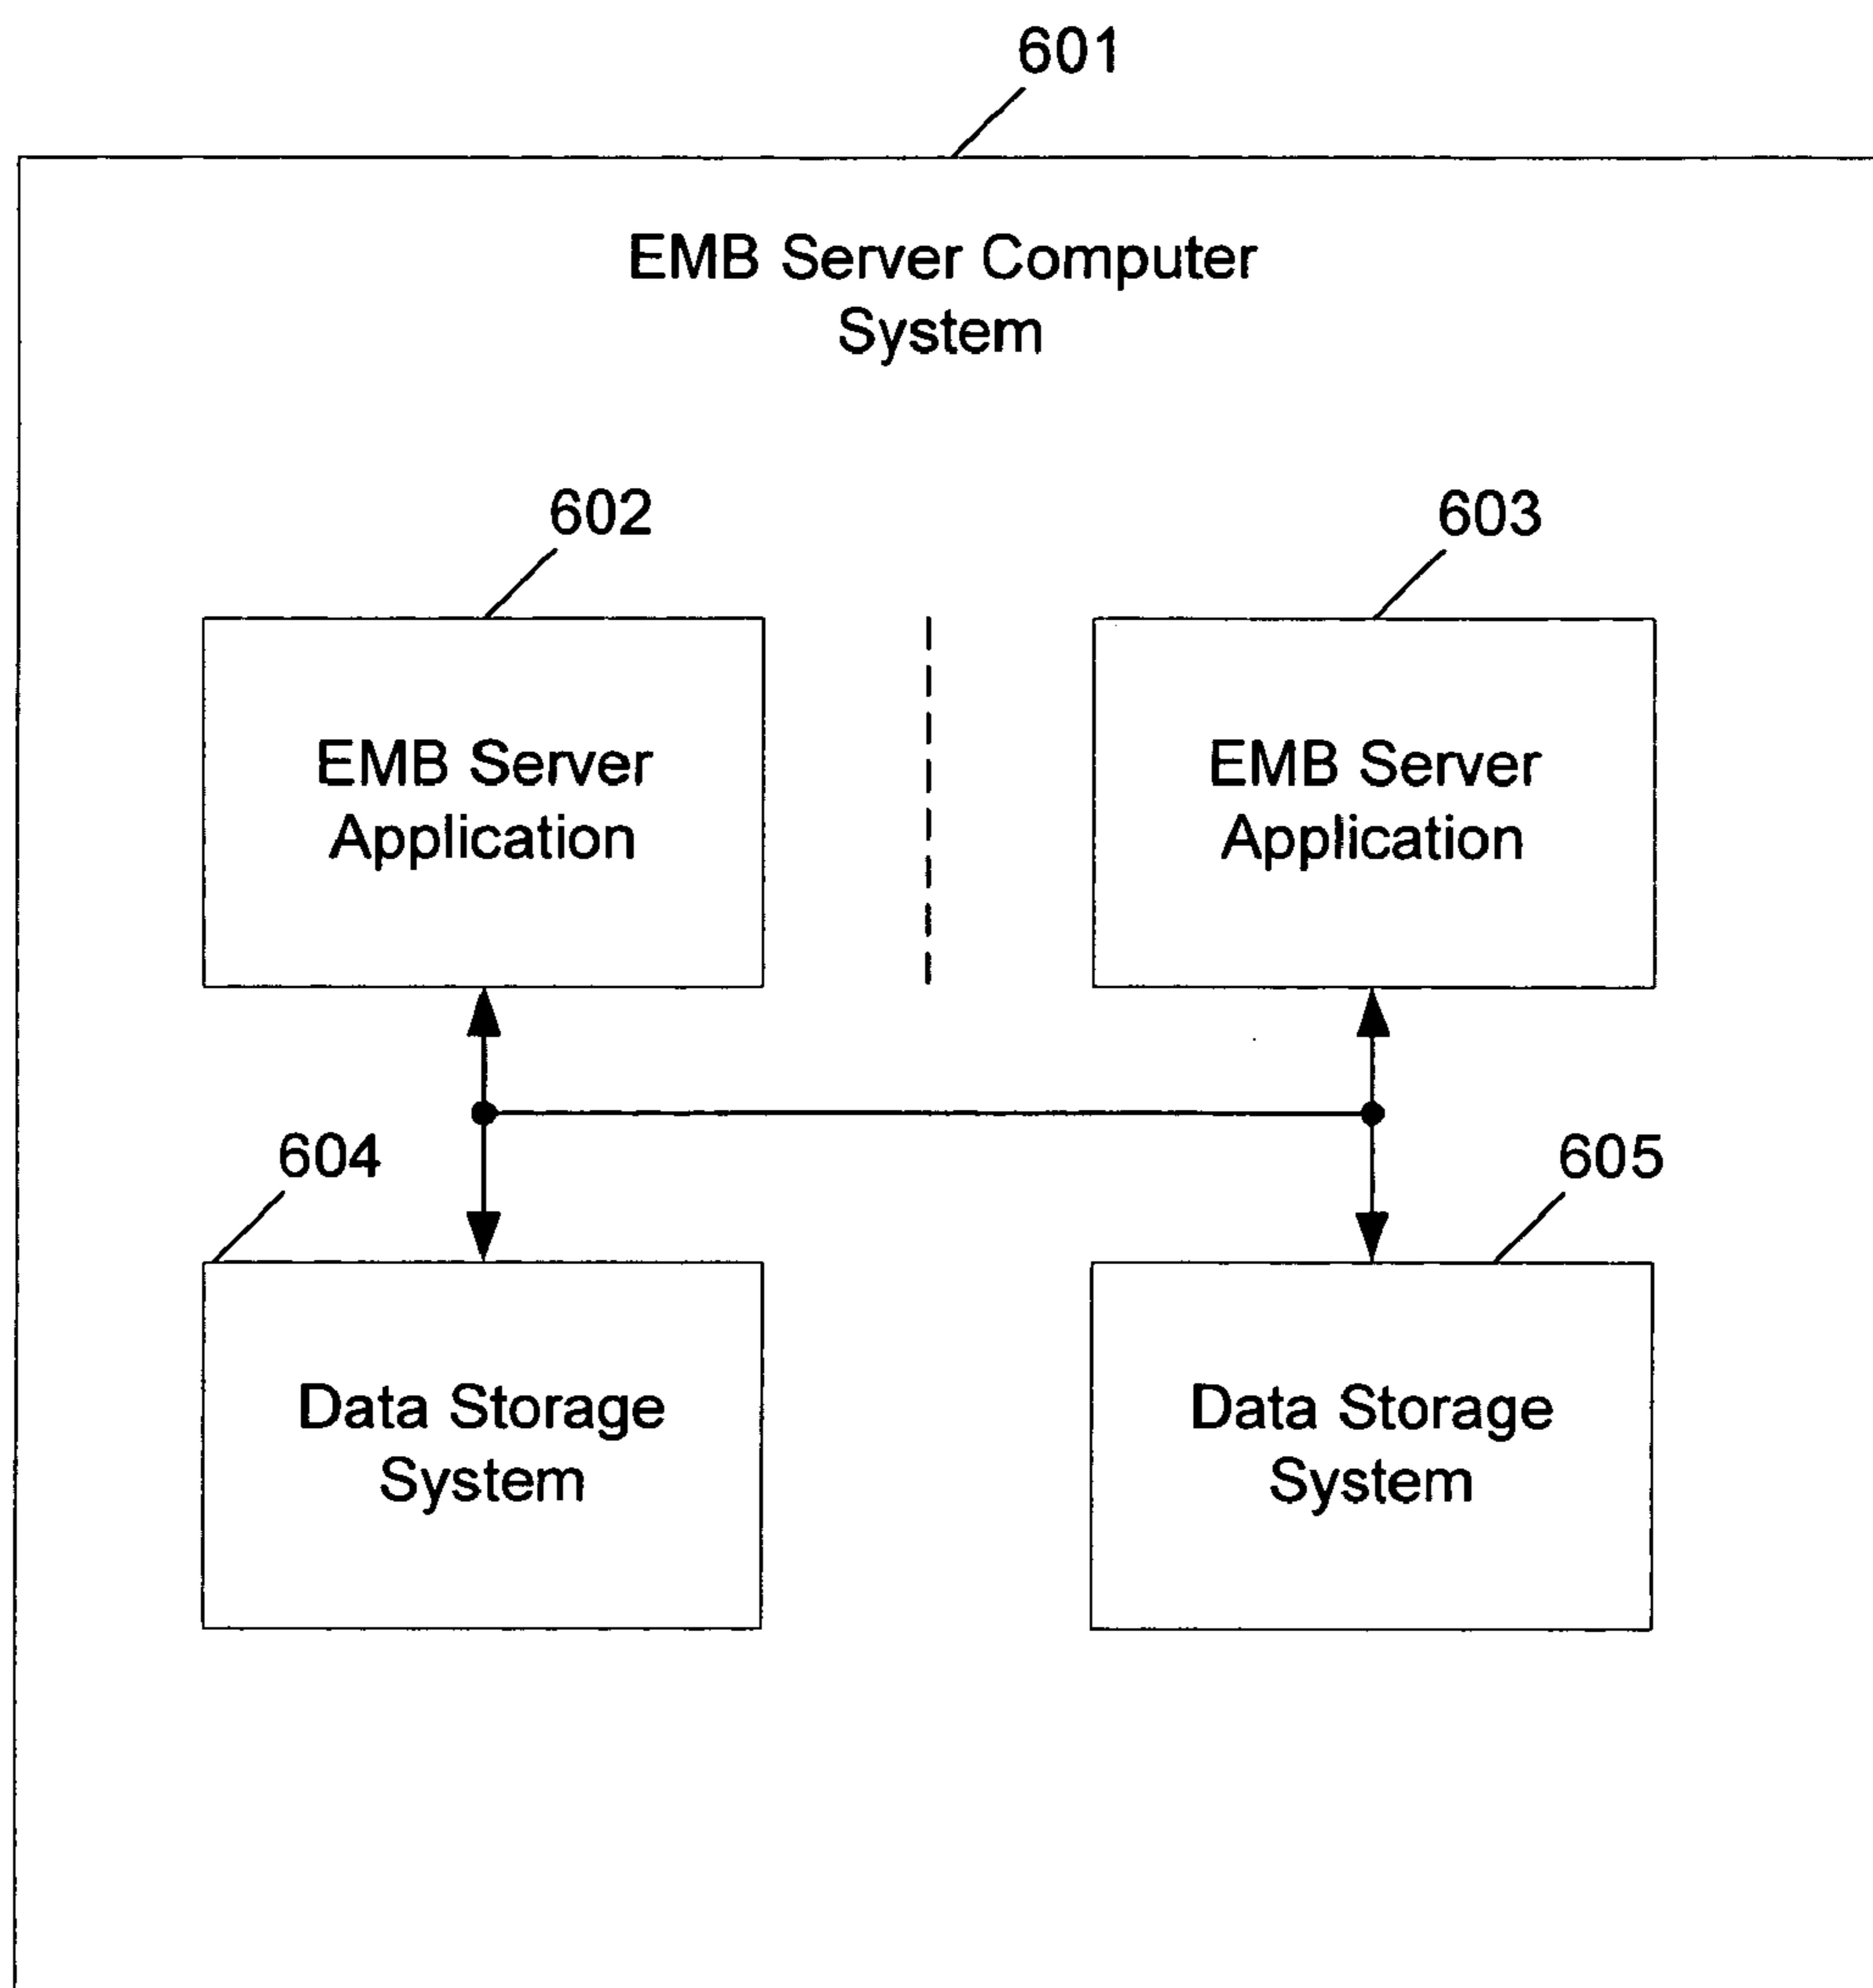 601
EMB Server Computer
System
602
603
EMB Server
Application
EMB Server
Application
604
605
Data Storage
System
Data Storage
System